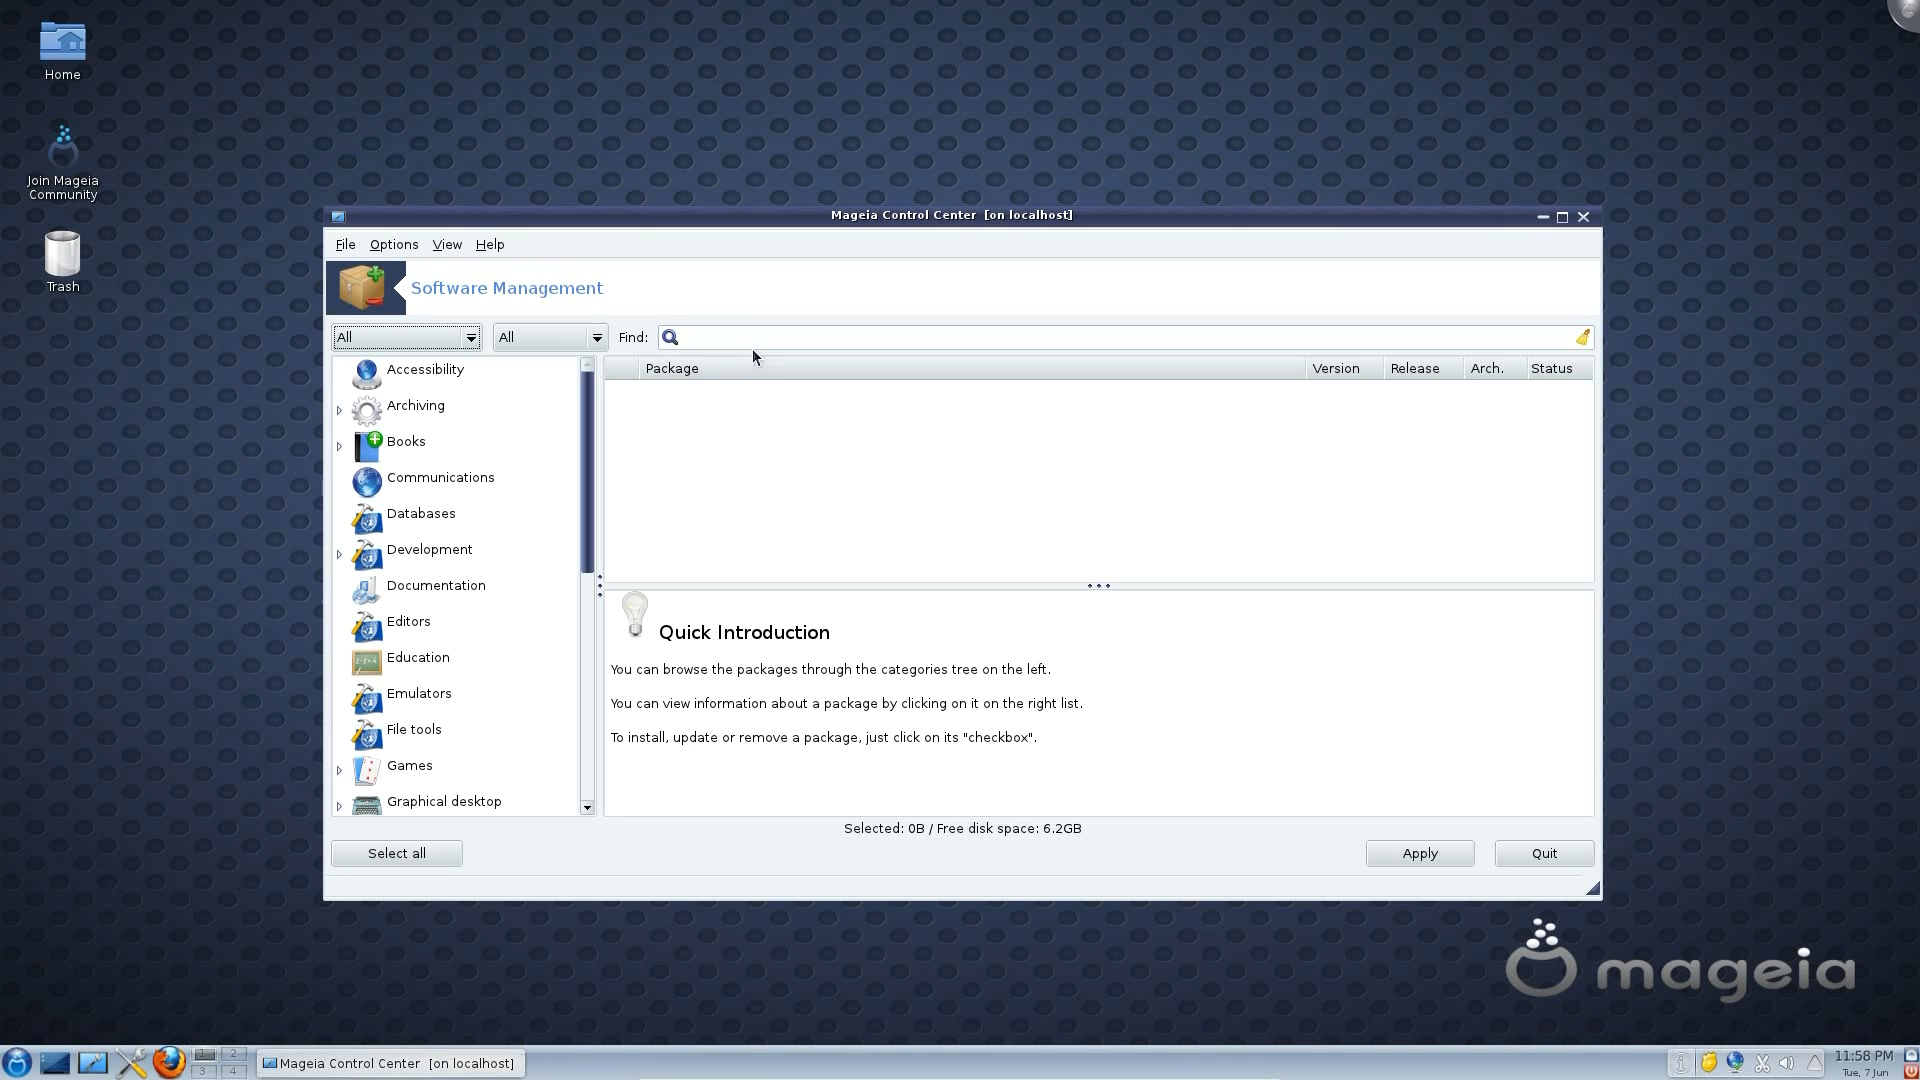 Home
Join Mageia
Community
Trash
Mageia Control Center [on localhost]
File Options View Help
Software Management
All All Find:
Package Version Release Arch. Status
Accessibility
Archiving
Books
Communications
Databases
Development
Documentation
Editors
Education
Emulators
File tools
Games
Graphical desktop
Quick Introduction
You can browse the packages through the categories tree on the left.
You can view information about a package by clicking on it on the right list.
To install, update or remove a package, just click on its "checkbox".
Selected: 0B / Free disk space: 6.2GB
Select all Apply Quit
mageia
1 2
3 4
Mageia Control Center [on localhost]
11:58 PM
Tue, 7 Jun